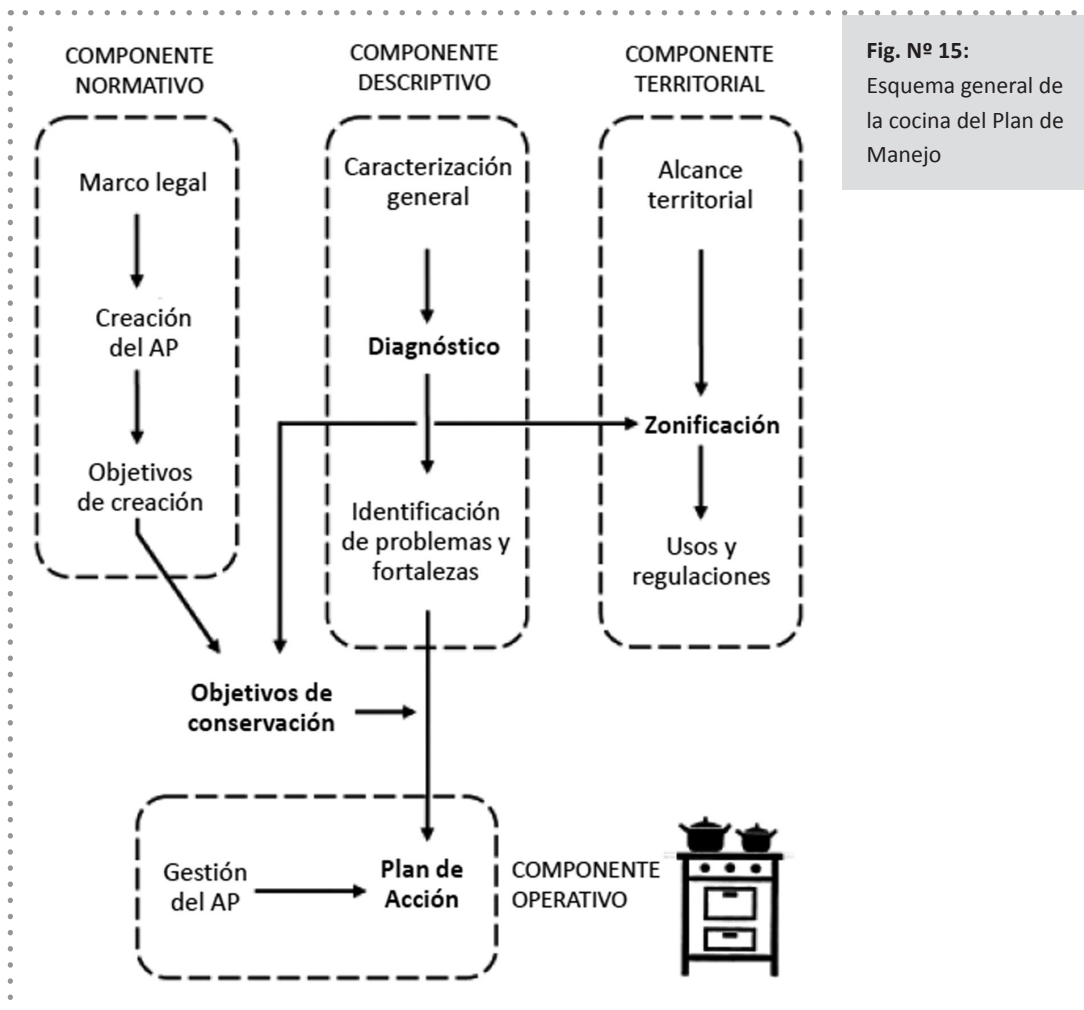 COMPONENTE
NORMATIVO
Marco legal
Creación
del AP
Objetivos
de creación
COMPONENTE
DESCRIPTIVO
Caracterización
general
Diagnóstico
Identificación
de problemas y
fortalezas
COMPONENTE
TERRITORIAL
Alcance
territorial
Zonificación
Usos y
regulaciones
Objetivos de
conservación
Gestión
del AP
Plan de
Acción
COMPONENTE
OPERATIVO
Fig. Nº 15:
Esquema general de
la cocina del Plan de
Manejo